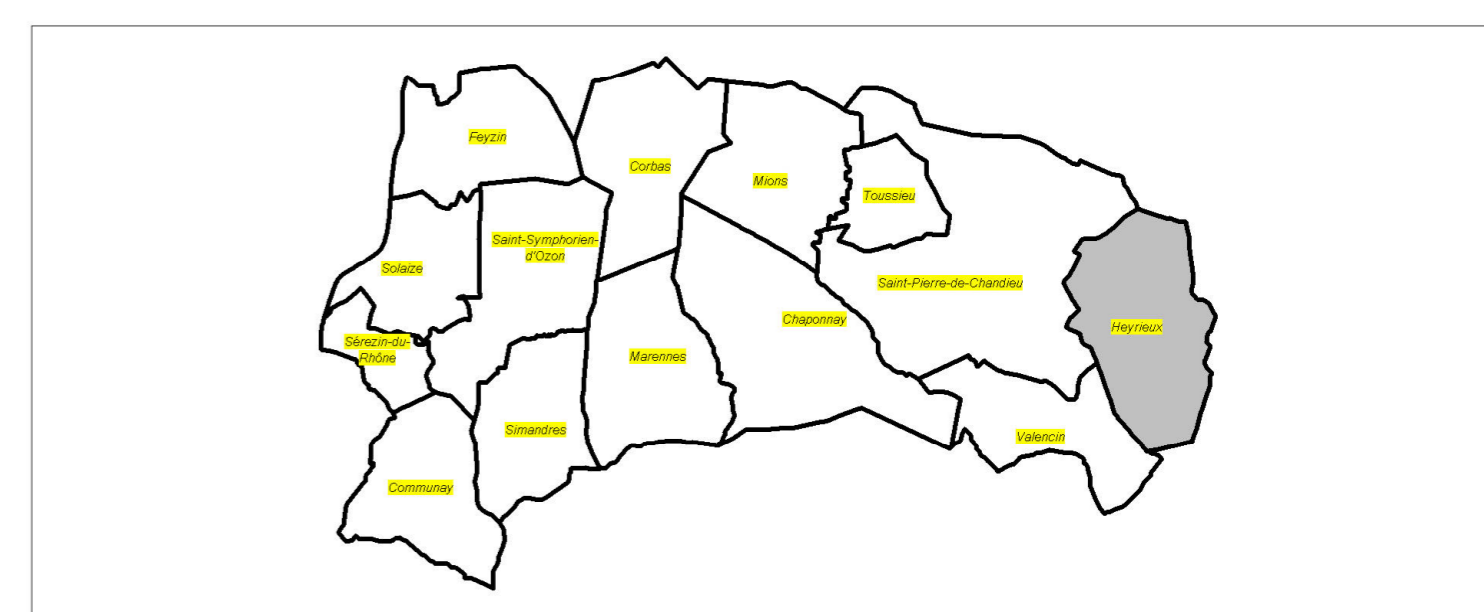 Feyzin
Corbas
Mions
Toussieu
Saint-Symphorien-
d'Ozon
Solaize
Saint-Pierre-de-Chandieu
Chaponnay
Heyrieux
Sérezin-du-
Rhône
Marennes
Simandres
Valencin
Communay